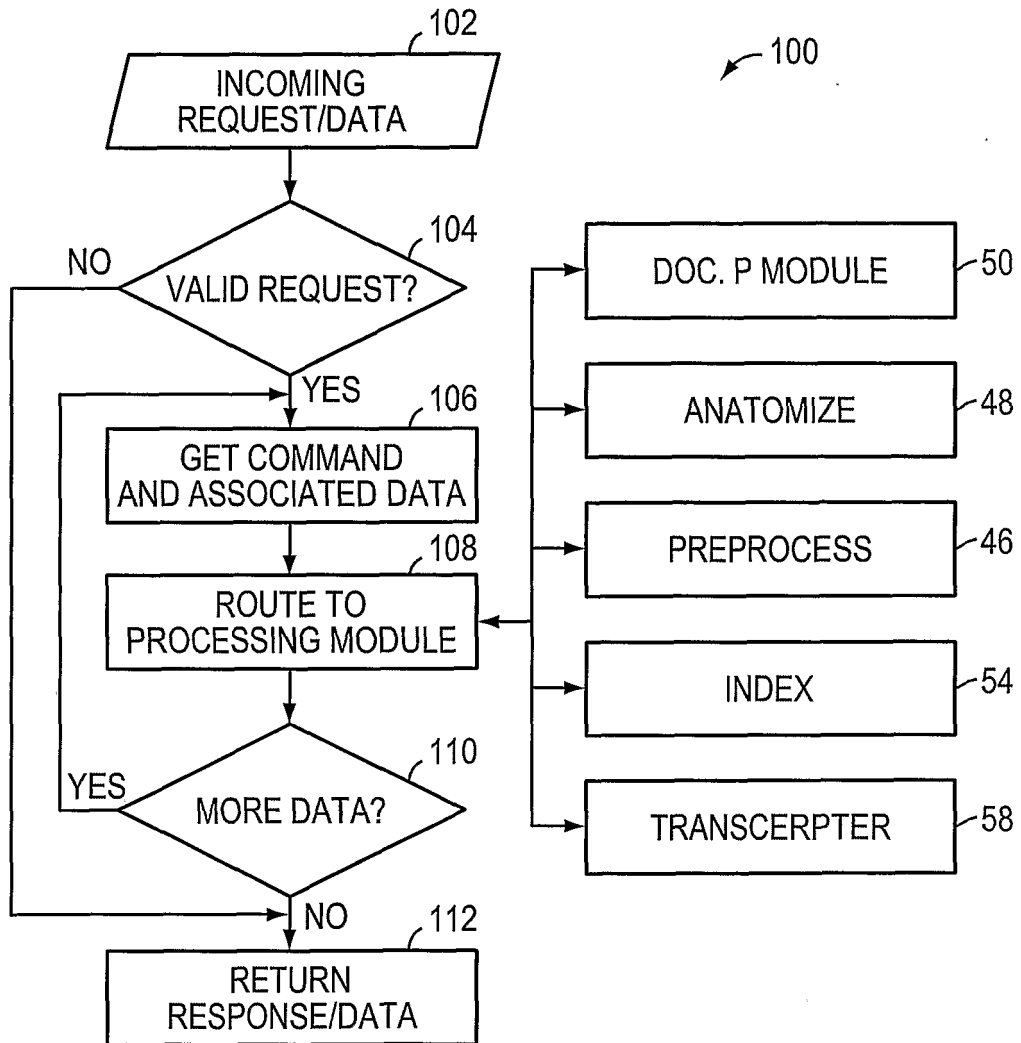 102
INCOMING
REQUEST/DATA
100
104
NO
VALID REQUEST?
YES
106
GET COMMAND
AND ASSOCIATED DATA
108
ROUTE TO
PROCESSING MODULE
110
YES
MORE DATA?
NO
112
RETURN
RESPONSE/DATA
DOC. P MODULE
50
ANATOMIZE
48
PREPROCESS
46
INDEX
54
TRANSCERPTER
58